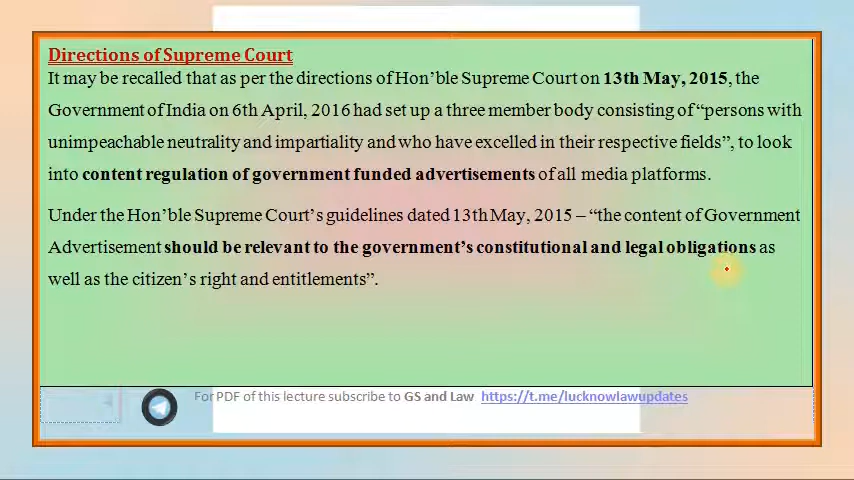 Directions of Supreme Court
It may be recalled that as per the directions of Hon’ble Supreme Court on 13th May, 2015, the
Government of India on 6th April, 2016 had set up a three member body consisting of “persons with
unimpeachable neutrality and impartiality and who have excelled in their respective fields”, to look
into content regulation of government funded advertisements of all media platforms.
Under the Hon’ble Supreme Court’s guidelines dated 13th May, 2015 – “the content of Government
Advertisement should be relevant to the government’s constitutional and legal obligations as
well as the citizen’s right and entitlements”.
For PDF of this lecture subscribe to GS and Law https://t.me/lucknowlawupdates